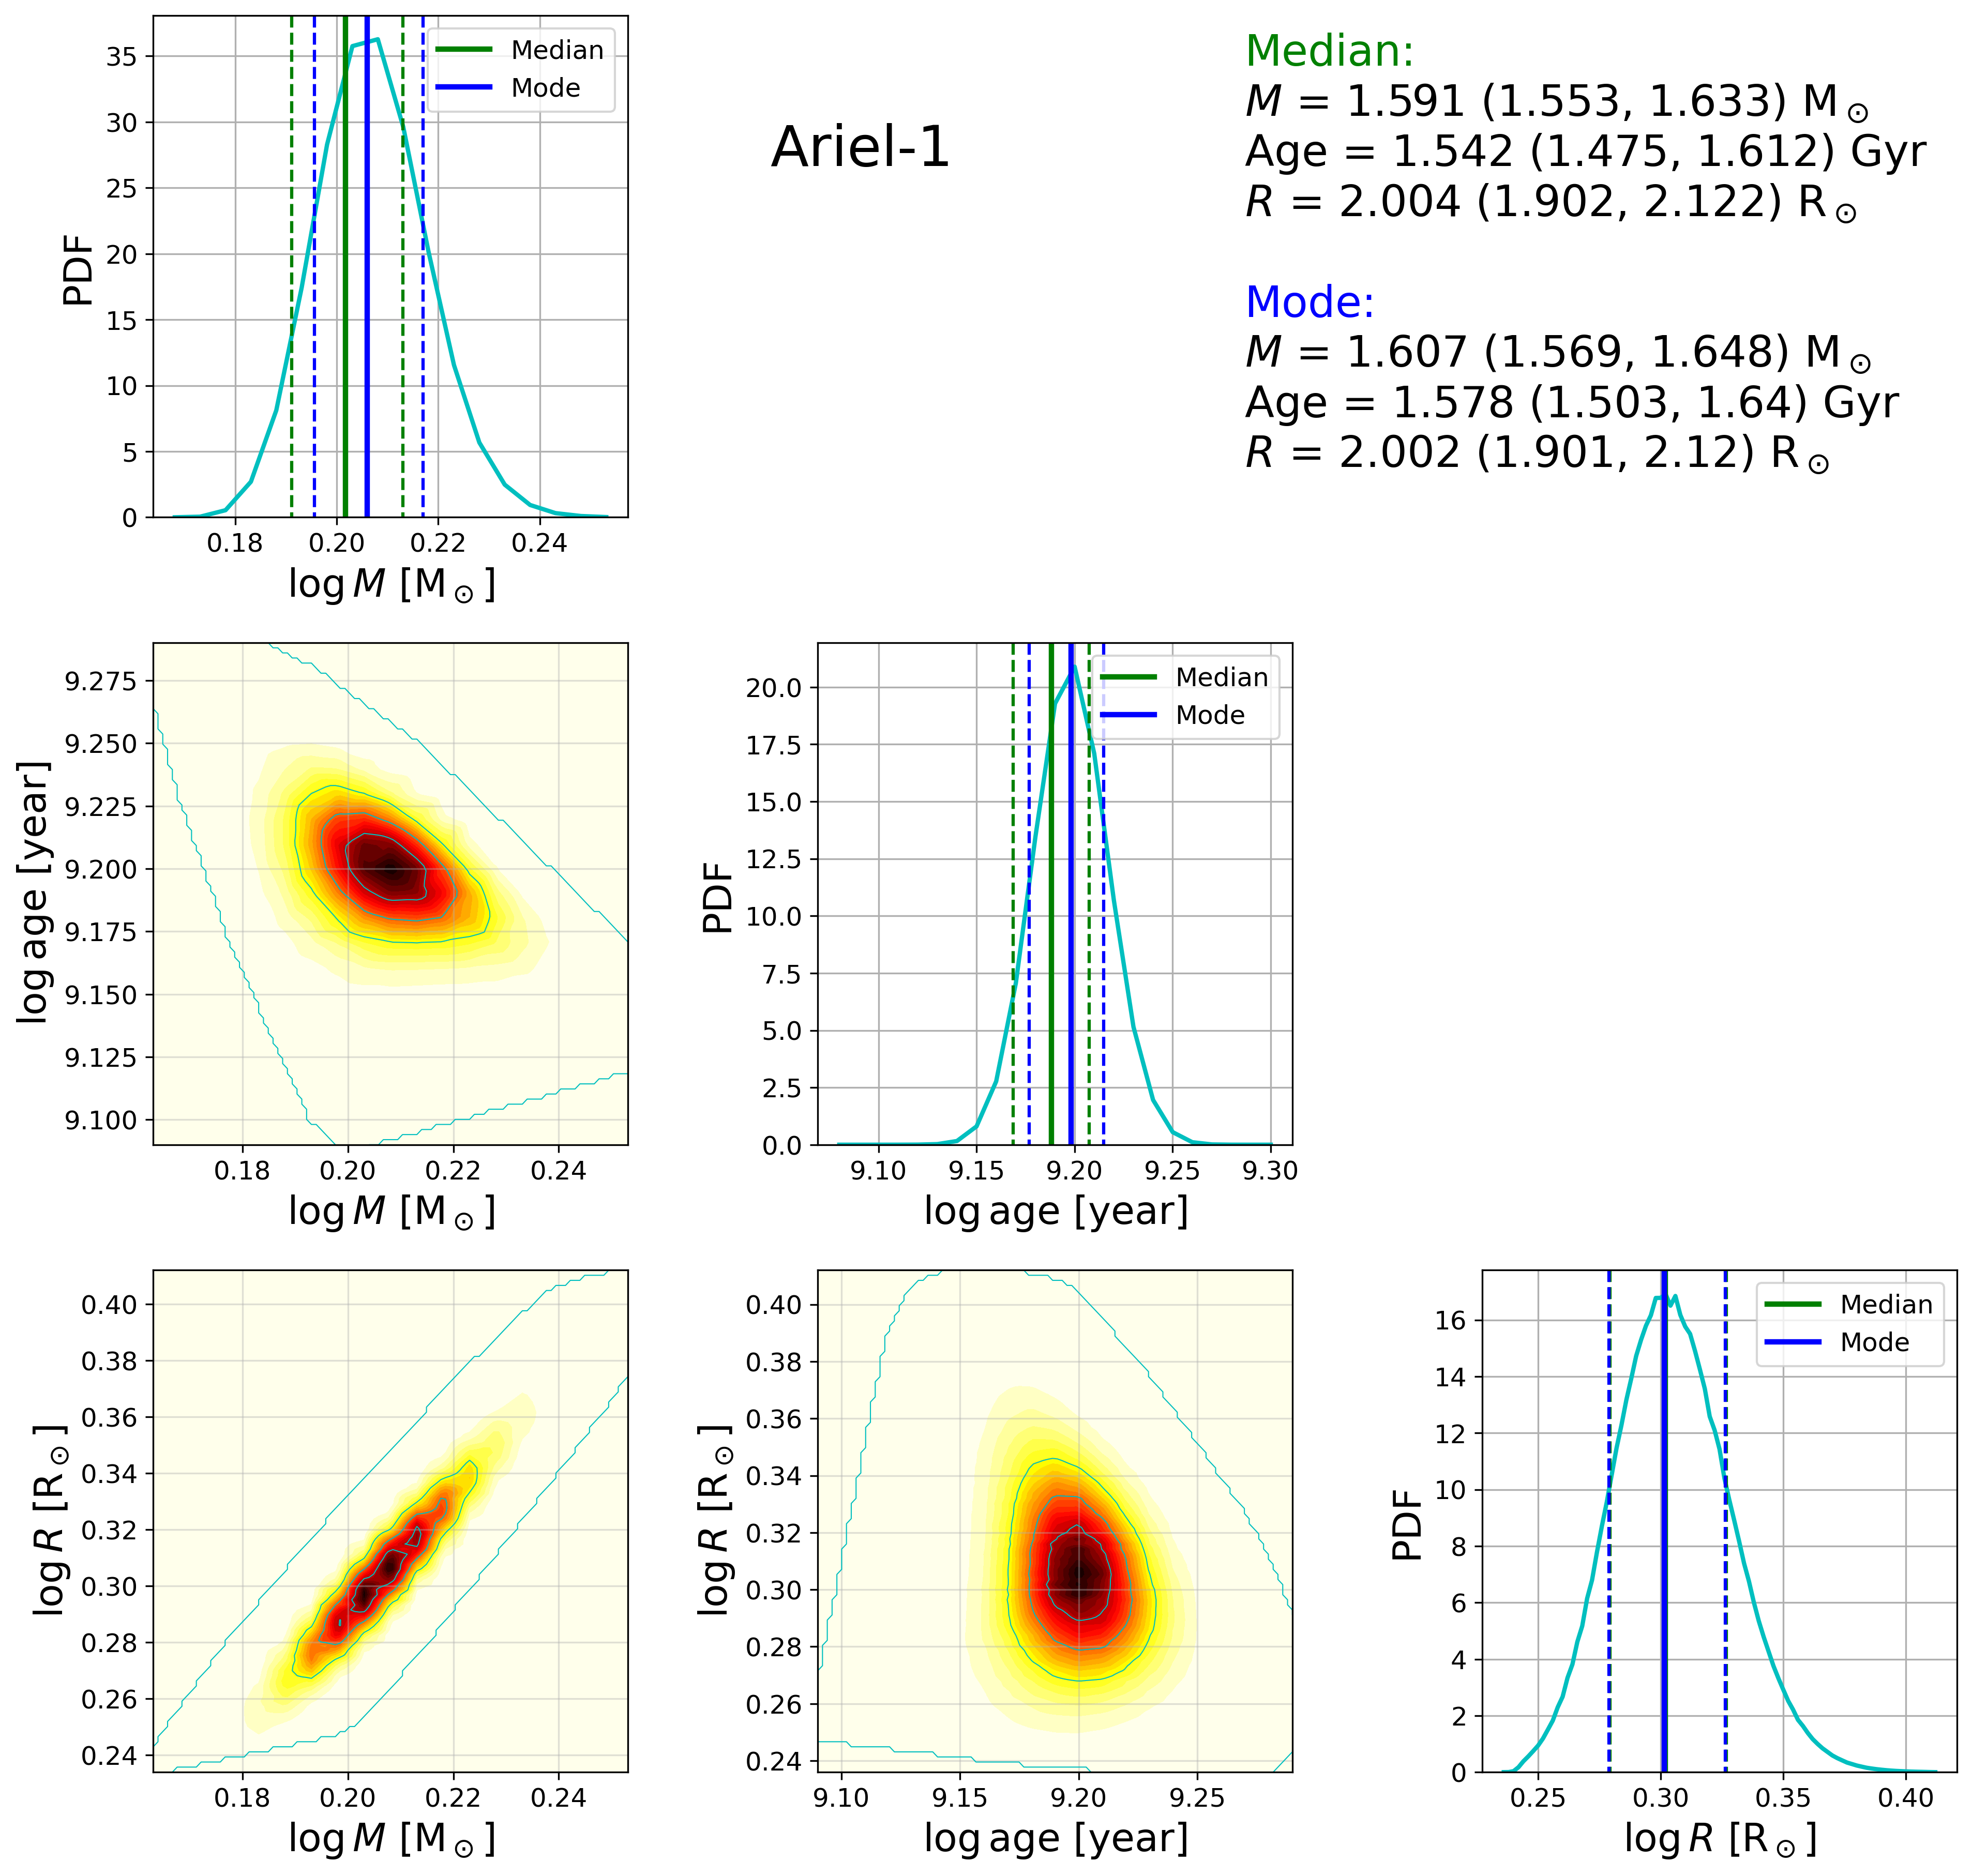 35
30
25
20
15
10
5
0
PDF
Median
Mode
0.18 0.20 0.22 0.24
log M [M⊙]
Ariel-1
Median:
M = 1.591 (1.553, 1.633) M⊙
Age = 1.542 (1.475, 1.612) Gyr
R = 2.004 (1.902, 2.122) R⊙
Mode:
M = 1.607 (1.569, 1.648) M⊙
Age = 1.578 (1.503, 1.64) Gyr
R = 2.002 (1.901, 2.12) R⊙
9.275
9.250
9.225
9.200
9.175
9.150
9.125
9.100
log age [year]
0.18 0.20 0.22 0.24
log M [M⊙]
20.0
17.5
15.0
12.5
10.0
7.5
5.0
2.5
0.0
PDF
Median
Mode
9.10 9.15 9.20 9.25 9.30
log age [year]
0.40
0.38
0.36
0.34
0.32
0.30
0.28
0.26
0.24
log R [R⊙]
0.18 0.20 0.22 0.24
log M [M⊙]
0.40
0.38
0.36
0.34
0.32
0.30
0.28
0.26
0.24
log R [R⊙]
9.10 9.15 9.20 9.25
log age [year]
16
14
12
10
8
6
4
2
0
PDF
Median
Mode
0.25 0.30 0.35 0.40
log R [R⊙]